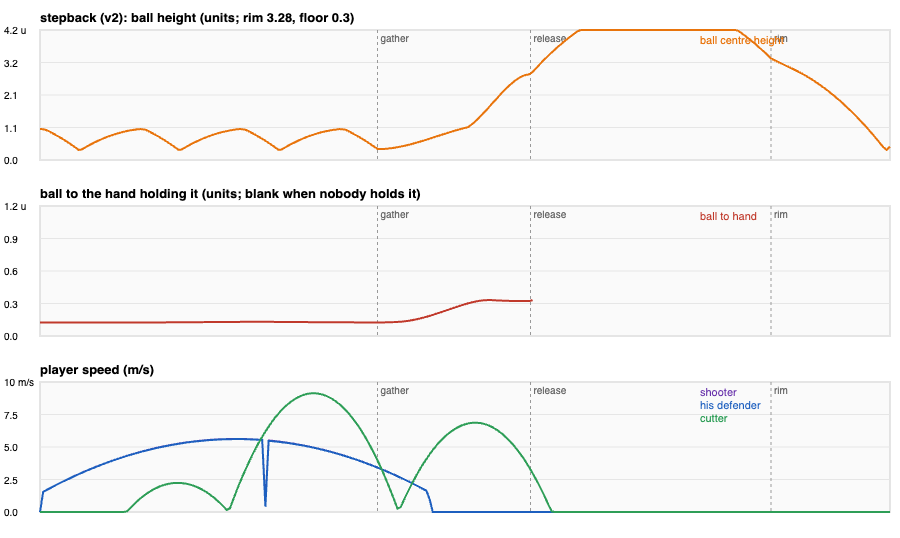 stepback (v2): ball height (units; rim 3.28, floor 0.3)
4.2 u
3.2
2.1
1.1
0.0
gather
release
ball centre height
rim
ball to the hand holding it (units; blank when nobody holds it)
1.2 u
0.9
0.6
0.3
0.0
gather
release
ball to hand
rim
player speed (m/s)
10 m/s
7.5
5.0
2.5
0.0
gather
release
shooter
his defender
cutter
rim